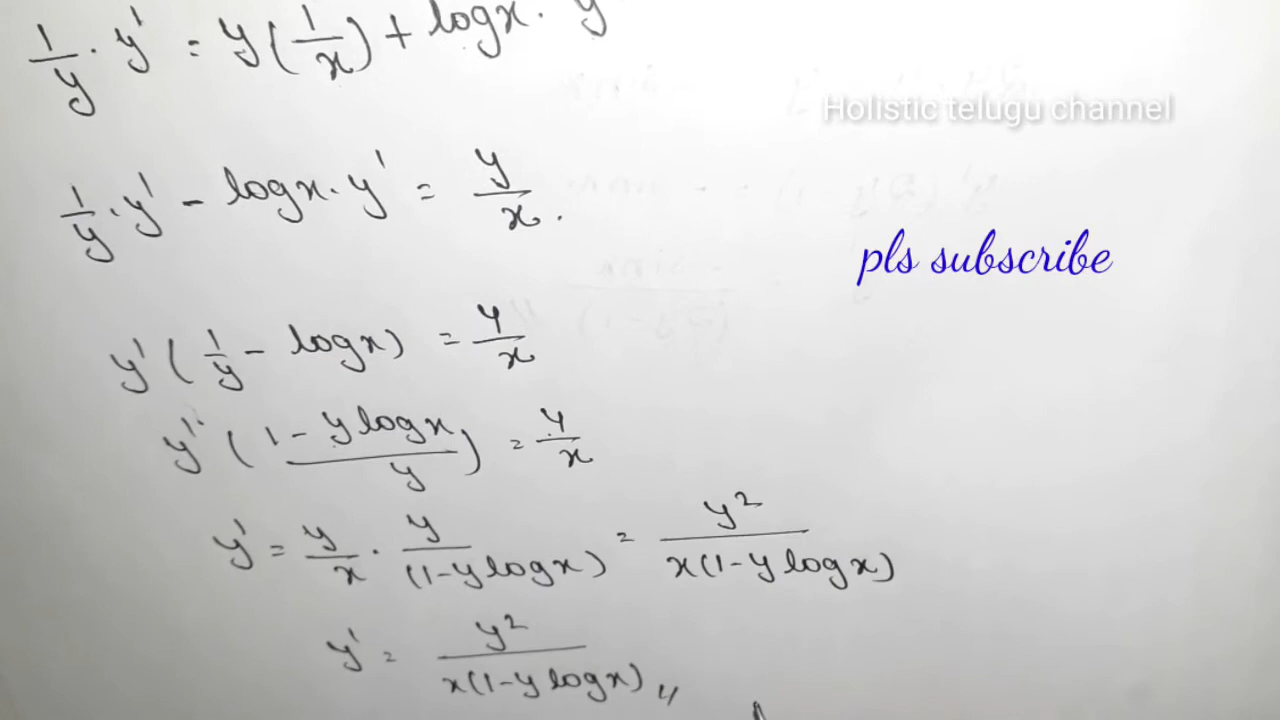 1/y · y' = y(1/x) + logx · y'
Holistic telugu channel
1/y · y' - logx · y' = y/x.
pls subscribe
y' (1/y - logx) = y/x
y' (1 - y logx / y) = y/x
y' = y/x · y/(1-y logx) = y²/x(1-y logx)
y' = y²/x(1-y logx) //